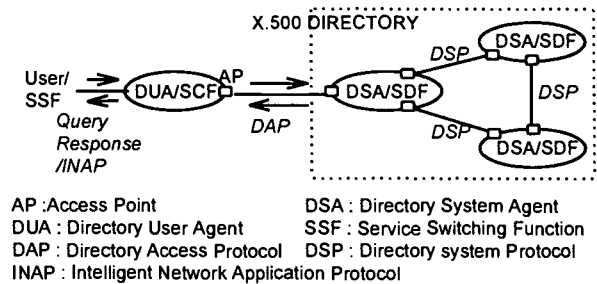 X.500 DIRECTORY
DSA/SDF
DSP
User/
SSF
AP
DUA/SCF
DSA/SDF
DSP
Query
Response
/INAP
DAP
DSP
DSA/SDF
AP :Access Point
DSA : Directory System Agent
DUA : Directory User Agent
SSF : Service Switching Function
DAP : Directory Access Protocol
DSP : Directory system Protocol
INAP : Intelligent Network Application Protocol